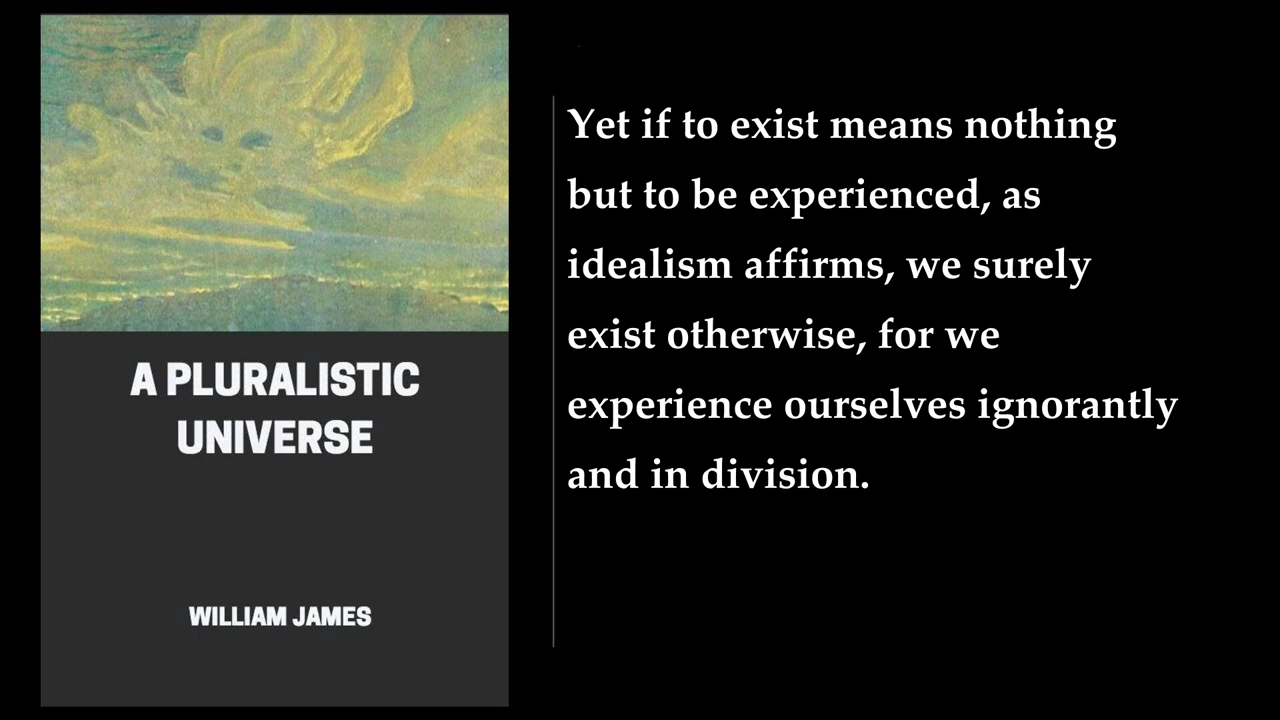 A PLURALISTIC
UNIVERSE
WILLIAM JAMES
Yet if to exist means nothing
but to be experienced, as
idealism affirms, we surely
exist otherwise, for we
experience ourselves ignorantly
and in division.